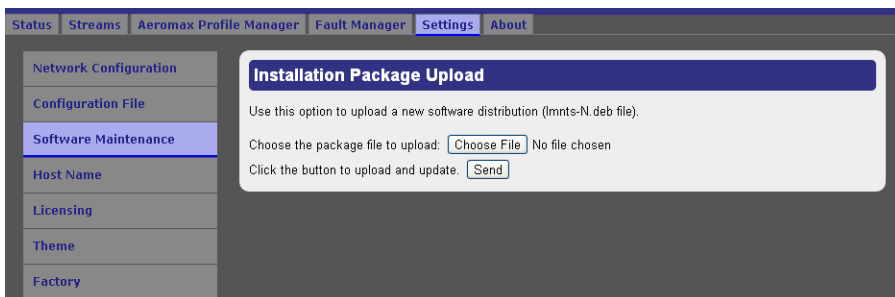 Status Streams Aeromax Profile Manager Fault Manager Settings About
Network Configuration
Configuration File
Software Maintenance
Host Name
Licensing
Theme
Factory
Installation Package Upload
Use this option to upload a new software distribution (lmnts-N.deb file).
Choose the package file to upload: Choose File No file chosen
Click the button to upload and update. Send